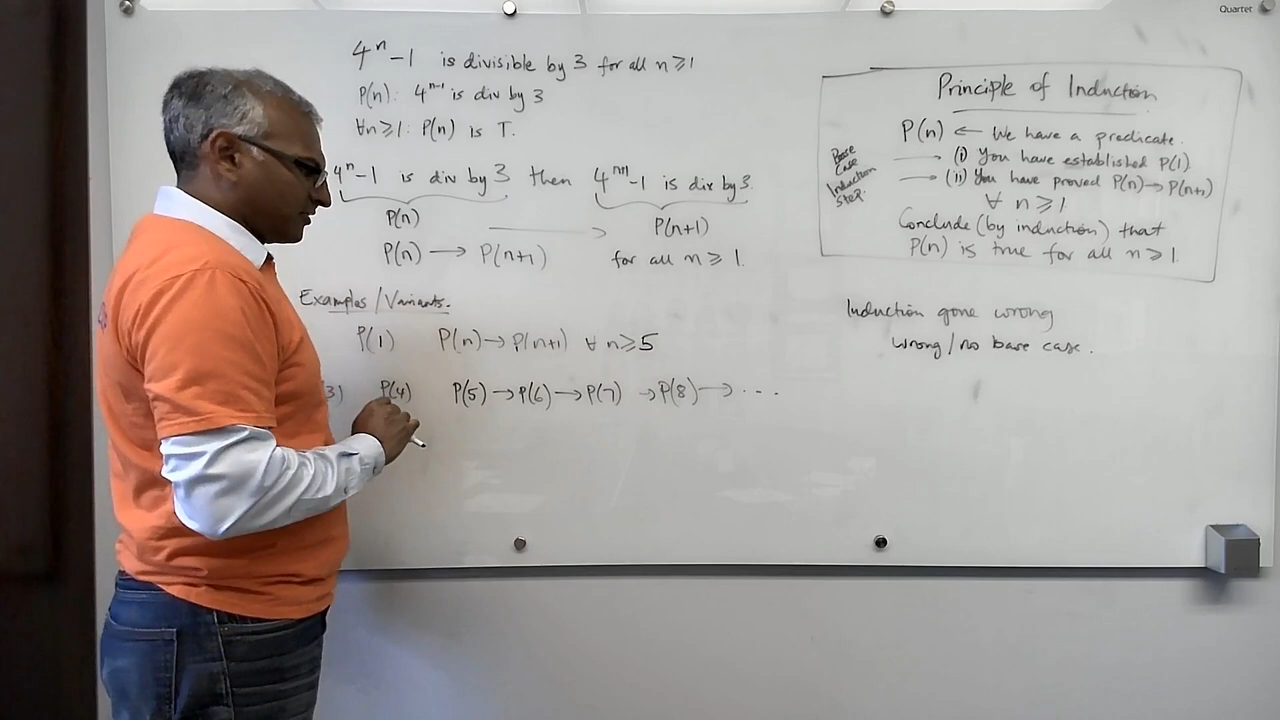 4ⁿ-1 is divisible by 3 for all n≥1
P(n): 4ⁿ-1 is div by 3
∀n≥1: P(n) is T.
4ⁿ-1 is div by 3 then 4ⁿ⁺¹-1 is div by 3.
P(n) → P(n+1)
P(n) → P(n+1) for all n≥1.
Examples/Variants.
P(1) P(n)→P(n+1) ∀ n≥5
3) P(4) P(5)→P(6)→P(7) →P(8)→ ...
Quartet
Principle of Induction
P(n) ← We have a predicate.
Base Case → (i) You have established P(1)
Induction Step: → (ii) You have proved P(n)→P(n+1)
∀ n≥1
Conclude (by induction) that
P(n) is true for all n≥1.
Induction gone wrong
wrong/no base case.